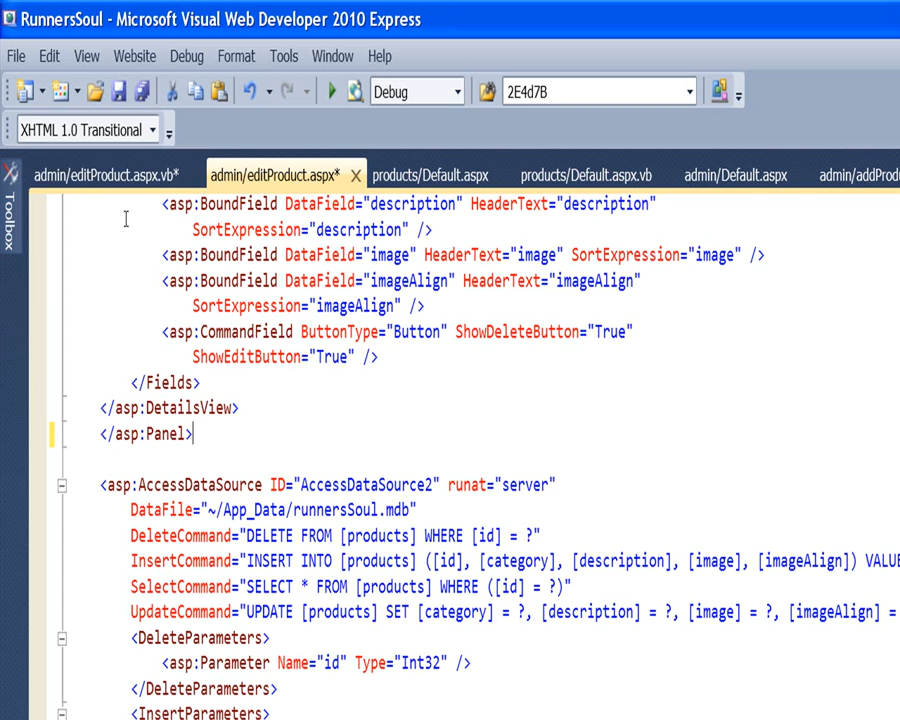 RunnersSoul - Microsoft Visual Web Developer 2010 Express
File Edit View Website Debug Format Tools Window Help
Debug 2E4d7B
XHTML 1.0 Transitional
admin/editProduct.aspx.vb* admin/editProduct.aspx* products/Default.aspx products/Default.aspx.vb admin/Default.aspx admin/addProd
Toolbox
<asp:BoundField DataField="description" HeaderText="description"
SortExpression="description" />
<asp:BoundField DataField="image" HeaderText="image" SortExpression="image" />
<asp:BoundField DataField="imageAlign" HeaderText="imageAlign"
SortExpression="imageAlign" />
<asp:CommandField ButtonType="Button" ShowDeleteButton="True"
ShowEditButton="True" />
</Fields>
</asp:DetailsView>
</asp:Panel>
<asp:AccessDataSource ID="AccessDataSource2" runat="server"
DataFile="~/App_Data/runnersSoul.mdb"
DeleteCommand="DELETE FROM [products] WHERE [id] = ?"
InsertCommand="INSERT INTO [products] ([id], [category], [description], [image], [imageAlign]) VALUE
SelectCommand="SELECT * FROM [products] WHERE ([id] = ?)"
UpdateCommand="UPDATE [products] SET [category] = ?, [description] = ?, [image] = ?, [imageAlign] =
<DeleteParameters>
<asp:Parameter Name="id" Type="Int32" />
</DeleteParameters>
<InsertParameters>